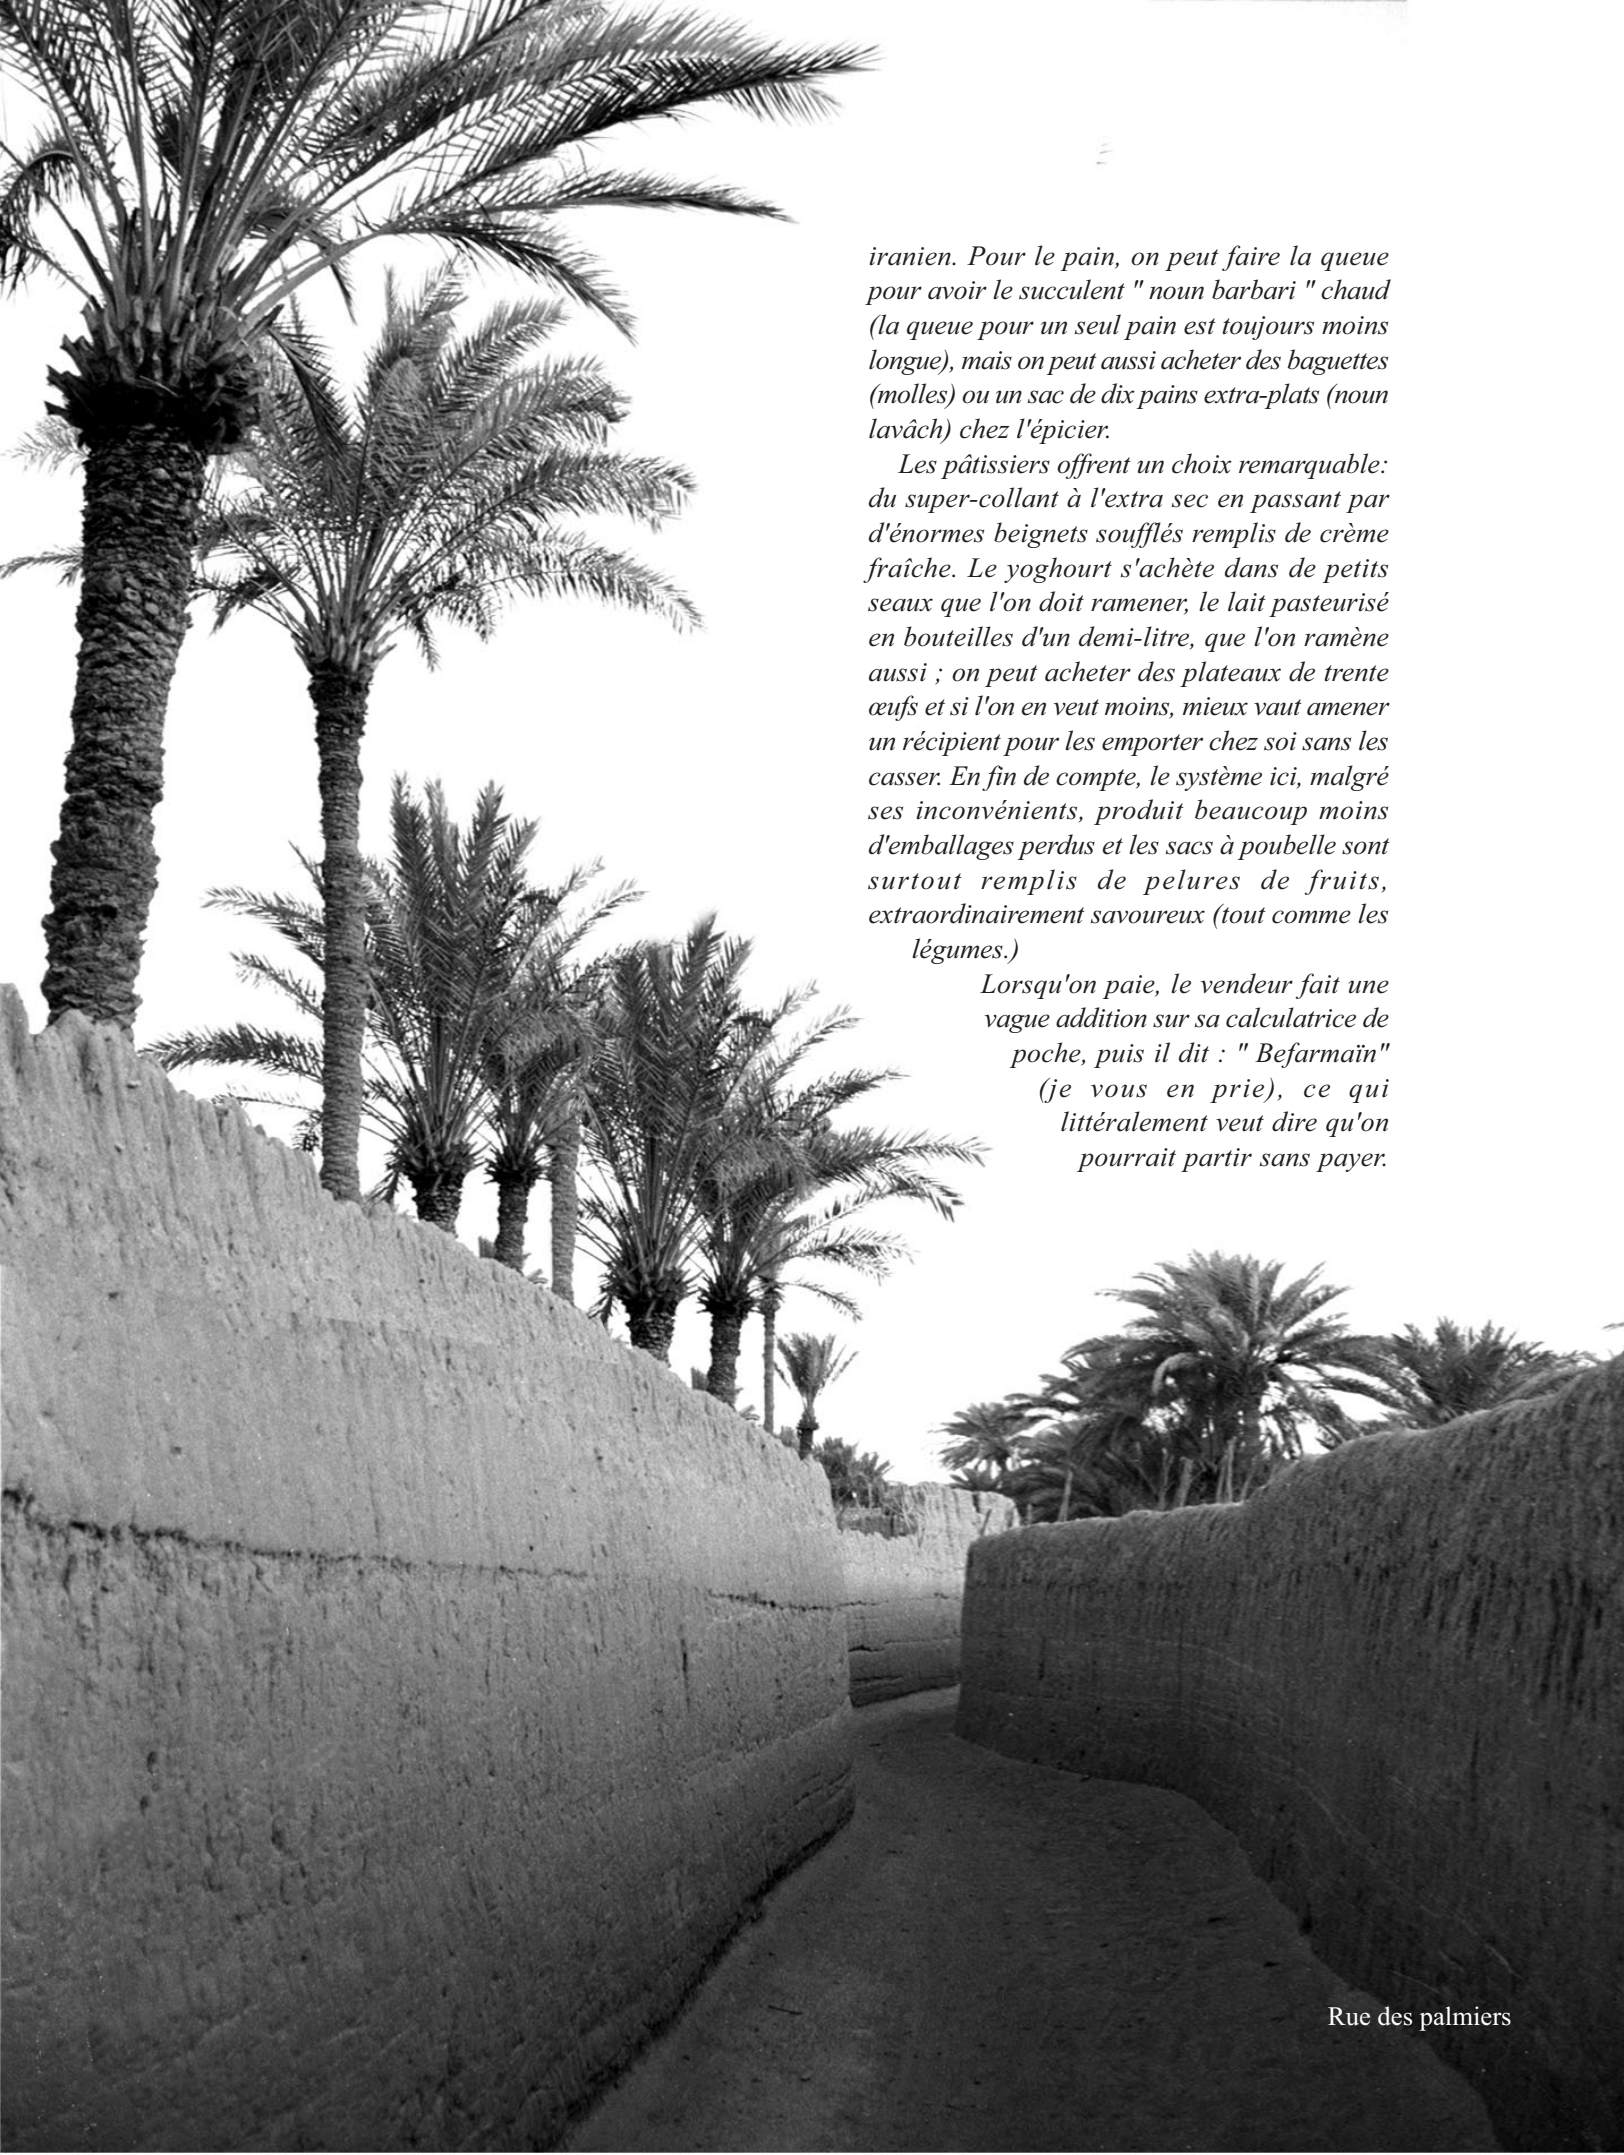 iranien. Pour le pain, on peut faire la queue
pour avoir le succulent " noun barbari " chaud
(la queue pour un seul pain est toujours moins
longue), mais on peut aussi acheter des baguettes
(molles) ou un sac de dix pains extra-plats (noun
lavâch) chez l'épicier.
Les pâtissiers offrent un choix remarquable:
du super-collant à l'extra sec en passant par
d'énormes beignets soufflés remplis de crème
fraîche. Le yoghourt s'achète dans de petits
seaux que l'on doit ramener, le lait pasteurisé
en bouteilles d'un demi-litre, que l'on ramène
aussi ; on peut acheter des plateaux de trente
œufs et si l'on en veut moins, mieux vaut amener
un récipient pour les emporter chez soi sans les
casser. En fin de compte, le système ici, malgré
ses inconvénients, produit beaucoup moins
d'emballages perdus et les sacs à poubelle sont
surtout remplis de pelures de fruits,
extraordinairement savoureux (tout comme les
légumes.)
Lorsqu'on paie, le vendeur fait une
vague addition sur sa calculatrice de
poche, puis il dit : " Befarmaïn"
(je vous en prie), ce qui
littéralement veut dire qu'on
pourrait partir sans payer.
Rue des palmiers